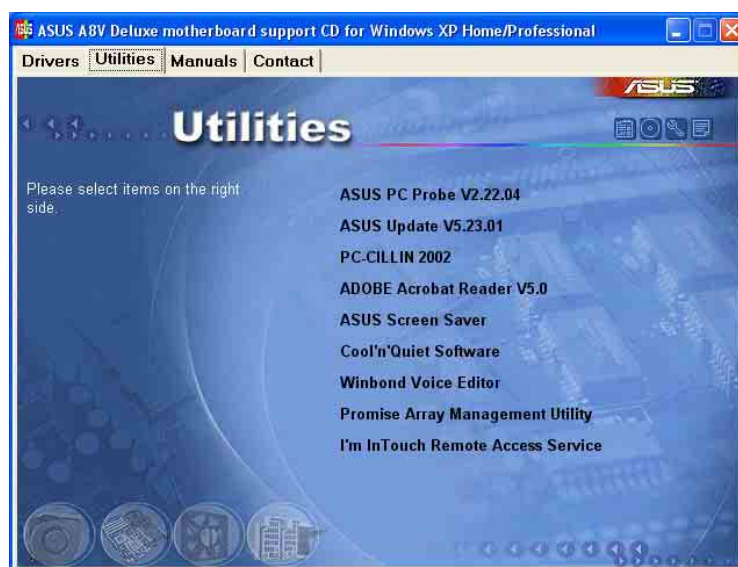 ASUS A8V Deluxe motherboard support CD for Windows XP Home/Professional
Drivers Utilities Manuals Contact
ASUS
Utilities
Please select items on the right
side.
ASUS PC Probe V2.22.04
ASUS Update V5.23.01
PC-CILLIN 2002
ADOBE Acrobat Reader V5.0
ASUS Screen Saver
Cool'n'Quiet Software
Winbond Voice Editor
Promise Array Management Utility
I'm InTouch Remote Access Service